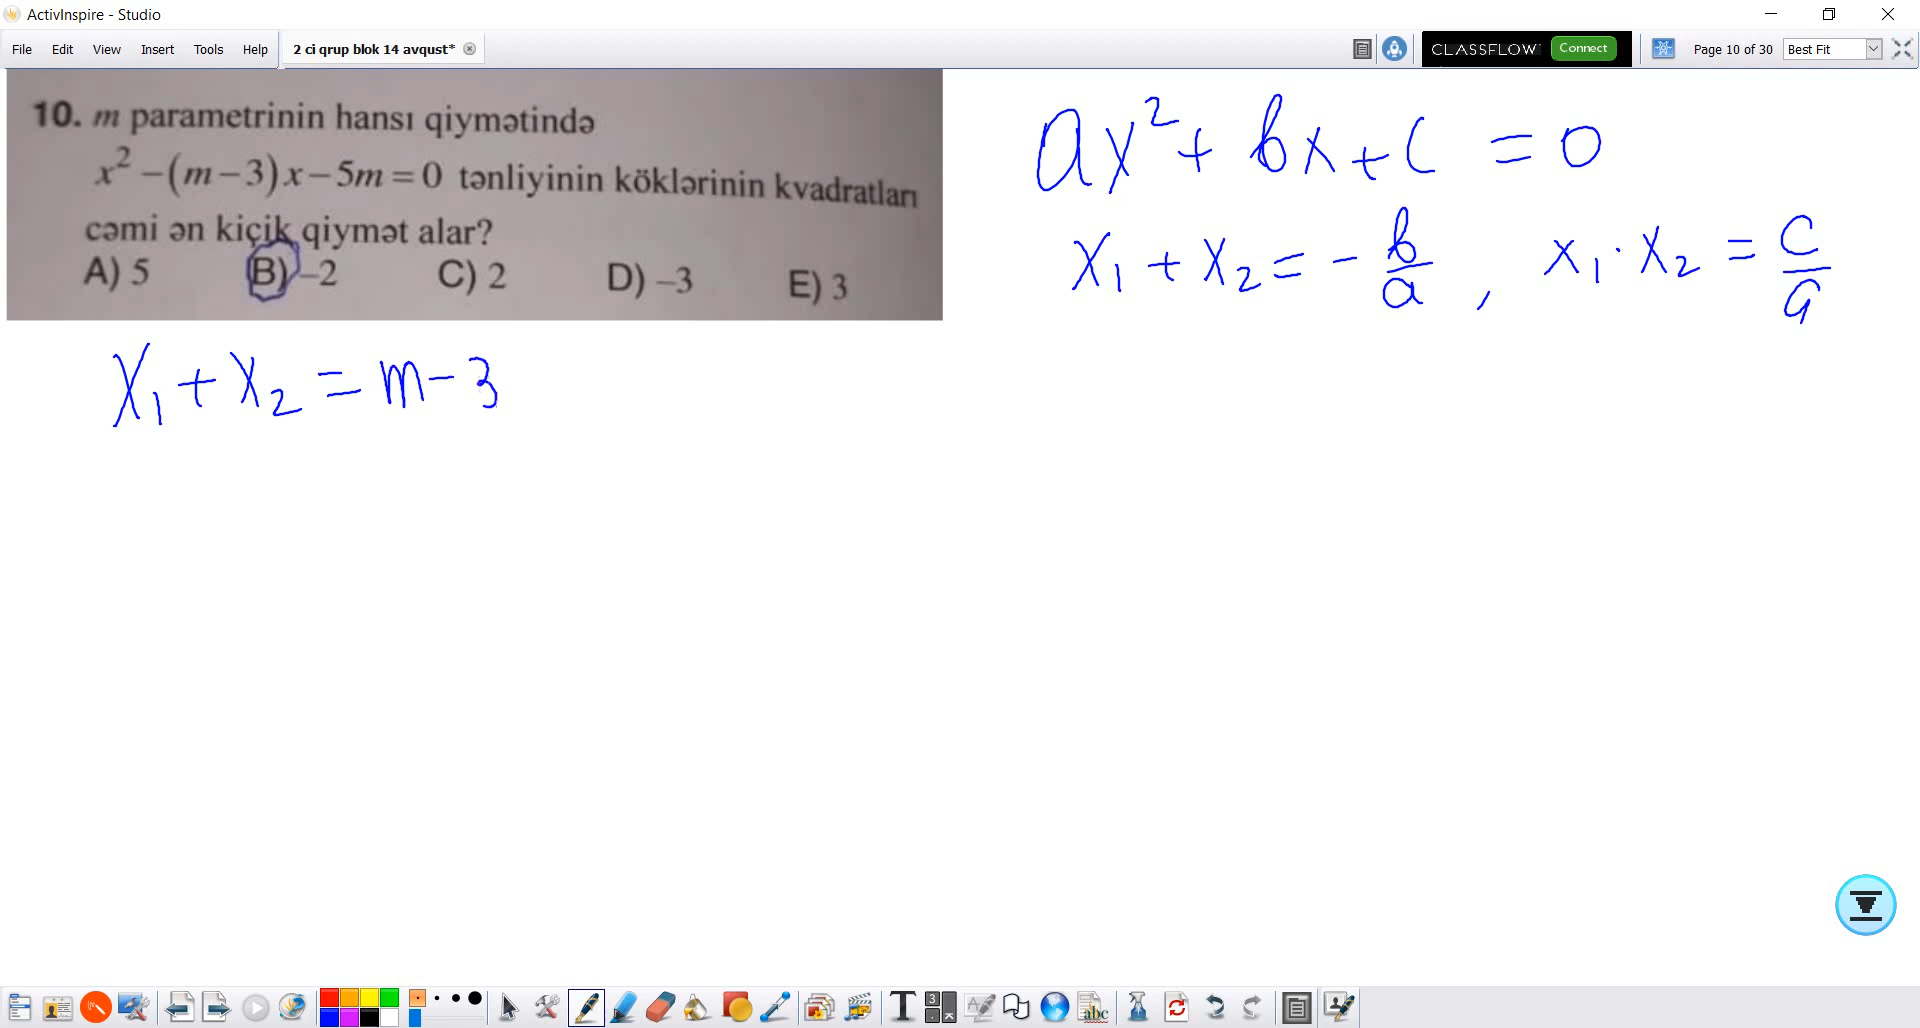 ActivInspire - Studio
File Edit View Insert Tools Help 2 ci qrup blok 14 avqust* CLASSFLOW Connect Page 10 of 30 Best Fit
10. m parametrinin hansı qiymətində
x² – (m – 3)x – 5m = 0 tənliyinin köklərinin kvadratları
cəmi ən kiçik qiymət alar?
A) 5 B) –2 C) 2 D) –3 E) 3
ax² + bx + c = 0
x₁ + x₂ = - b/a , x₁ · x₂ = c/a
x₁ + x₂ = m - 3